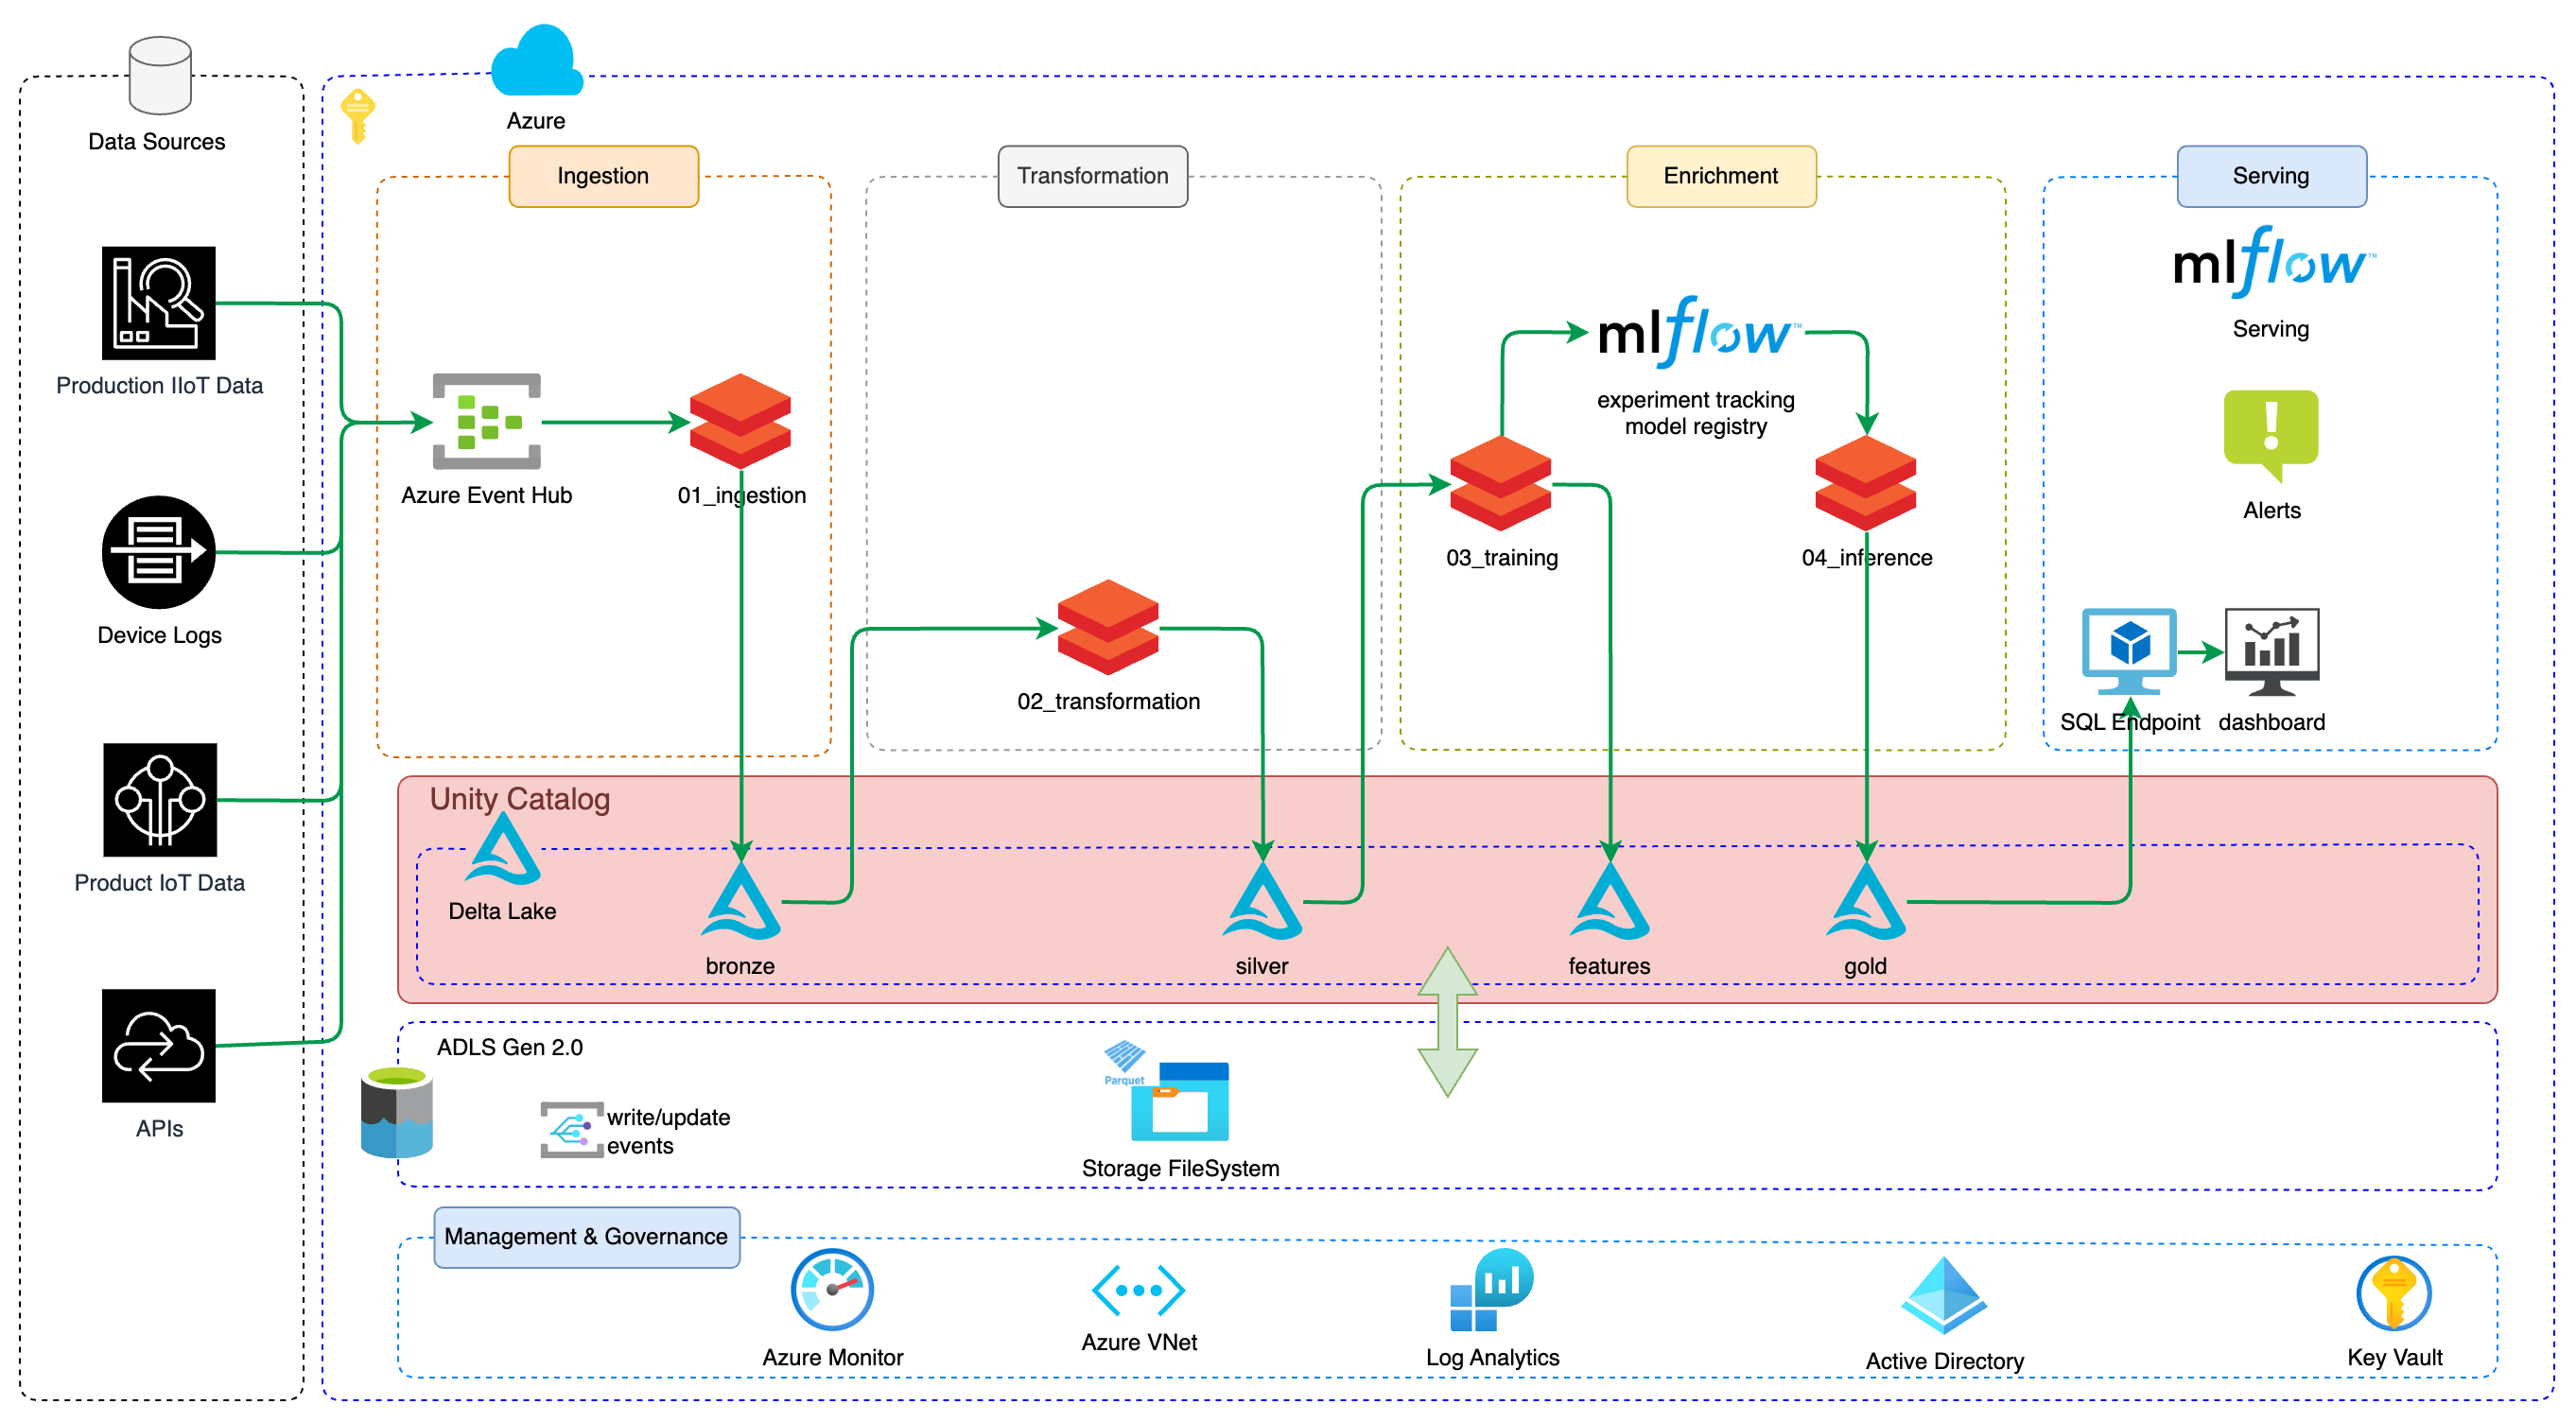 Data Sources
Azure
Ingestion
Transformation
Enrichment
Serving
Production IIoT Data
Device Logs
Product IoT Data
APIs
Azure Event Hub
01_ingestion
02_transformation
mlflow™
experiment tracking
model registry
03_training
04_inference
mlflow™
Serving
Alerts
SQL Endpoint
dashboard
Unity Catalog
Delta Lake
bronze
silver
features
gold
ADLS Gen 2.0
write/update
events
Parquet
Storage FileSystem
Management & Governance
Azure Monitor
Azure VNet
Log Analytics
Active Directory
Key Vault